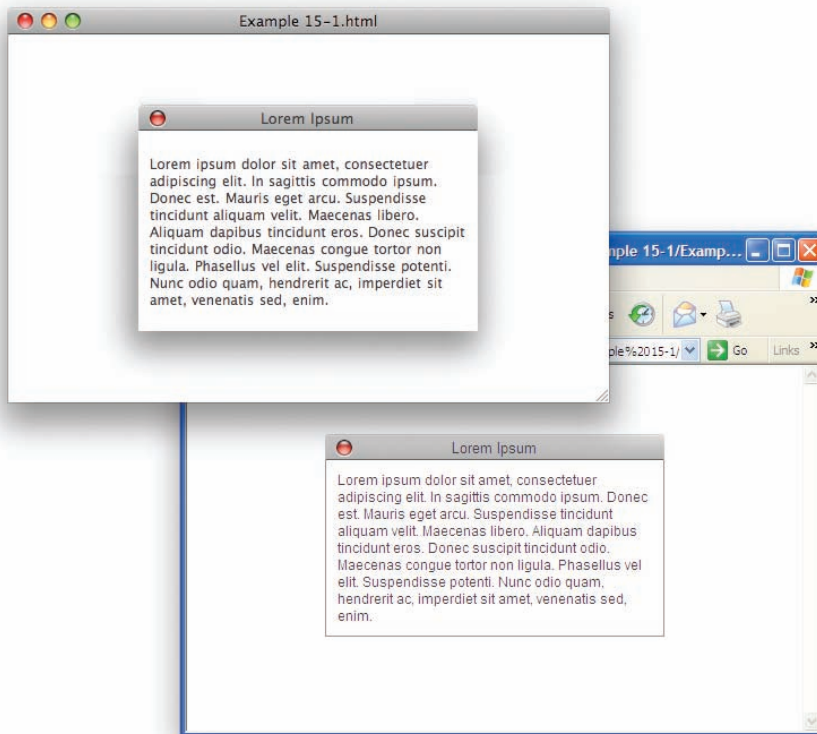 Example 15-1.html
Lorem Ipsum
Lorem ipsum dolor sit amet, consectetuer
adipiscing elit. In sagittis commodo ipsum.
Donec est. Mauris eget arcu. Suspendisse
tincidunt aliquam velit. Maecenas libero.
Aliquam dapibus tincidunt eros. Donec suscipit
tincidunt odio. Maecenas congue tortor non
ligula. Phasellus vel elit. Suspendisse potenti.
Nunc odio quam, hendrerit ac, imperdiet sit
amet, venenatis sed, enim.
mple 15-1/Examp...
s
ple%2015-1/ Go Links »
Lorem Ipsum
Lorem ipsum dolor sit amet, consectetuer
adipiscing elit. In sagittis commodo ipsum. Donec
est. Mauris eget arcu. Suspendisse tincidunt
aliquam velit. Maecenas libero. Aliquam dapibus
tincidunt eros. Donec suscipit tincidunt odio.
Maecenas congue tortor non ligula. Phasellus vel
elit. Suspendisse potenti. Nunc odio quam,
hendrerit ac, imperdiet sit amet, venenatis sed,
enim.